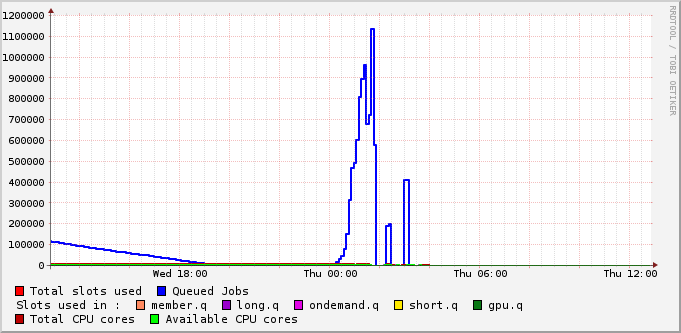 RRDTOOL / TOBI OETIKER
1200000
1100000
1000000
900000
800000
700000
600000
500000
400000
300000
200000
100000
0
Wed 18:00 Thu 00:00 Thu 06:00 Thu 12:00
Total slots used Queued Jobs
Slots used in : member.q long.q ondemand.q short.q gpu.q
Total CPU cores Available CPU cores